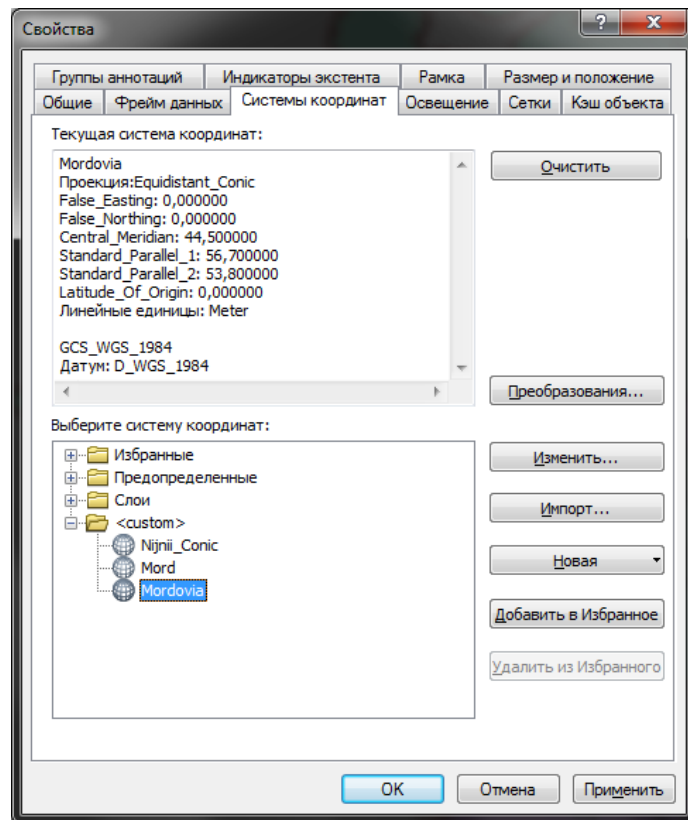 Свойства
?
X
Группы аннотаций Индикаторы экстента Рамка Размер и положение
Общие Фрейм данных Системы координат Освещение Сетки Кэш объекта
Текущая система координат:
Mordovia
Проекция:Equidistant_Conic
False_Easting: 0,000000
False_Northing: 0,000000
Central_Meridian: 44,500000
Standard_Parallel_1: 56,700000
Standard_Parallel_2: 53,800000
Latitude_Of_Origin: 0,000000
Линейные единицы: Meter
GCS_WGS_1984
Датум: D_WGS_1984
Очистить
Преобразования...
Выберите систему координат:
Избранные
Предопределенные
Слои
<custom>
Nijnii_Conic
Mord
Mordovia
Изменить...
Импорт...
Новая
Добавить в Избранное
Удалить из Избранного
OK Отмена Применить